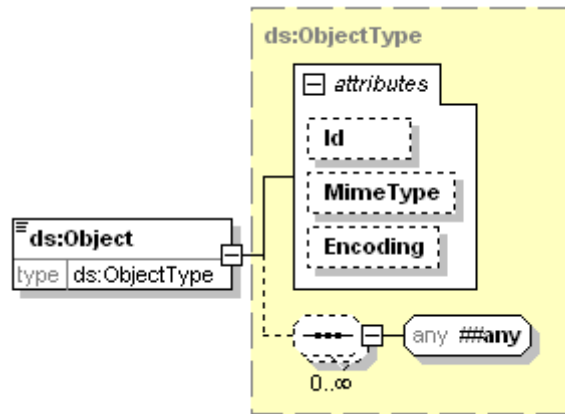 ds:ObjectType
attributes
Id
MimeType
Encoding
ds:Object
type ds:ObjectType
any ##any
0..∞